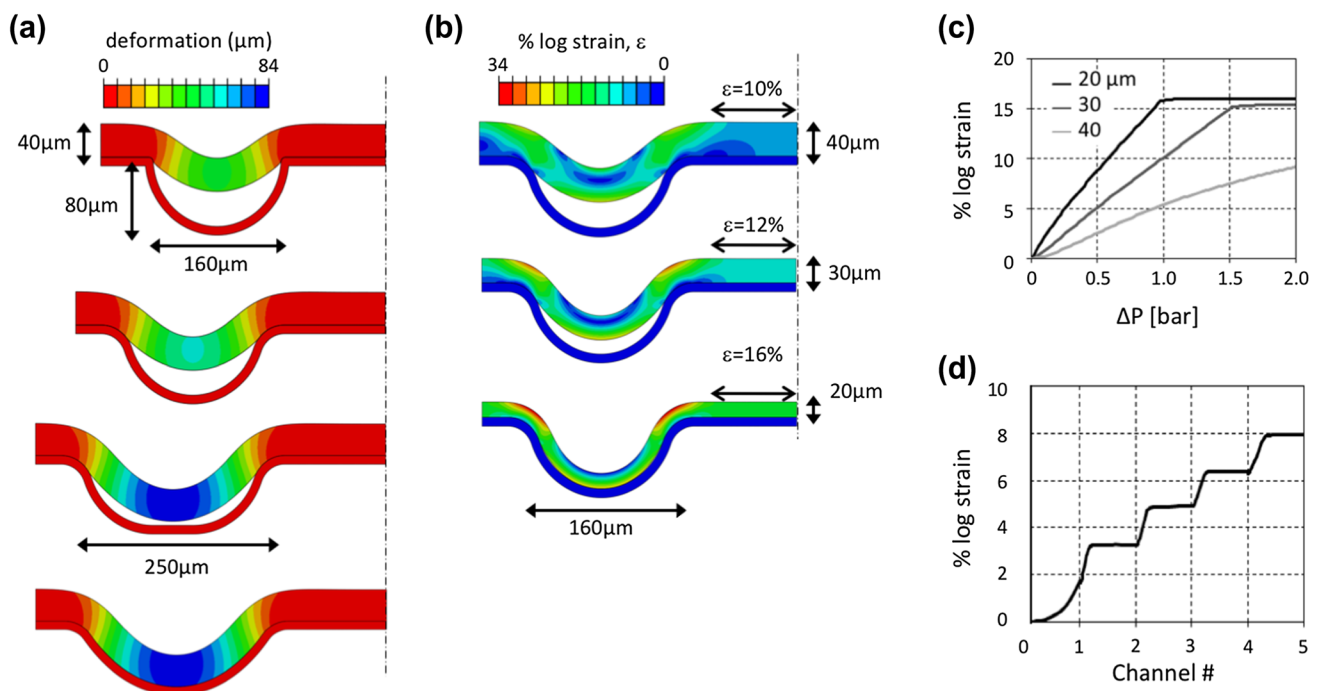 (a)
deformation (µm)
0 84
40µm
80µm
160µm
250µm
(b)
% log strain, ε
34 0
ε=10%
40µm
ε=12%
30µm
ε=16%
20µm
160µm
(c)
20
15
10
5
0
20 µm
30
40
% log strain
0 0.5 1.0 1.5 2.0
ΔP [bar]
(d)
10
8
6
4
2
0
% log strain
0 1 2 3 4 5
Channel #